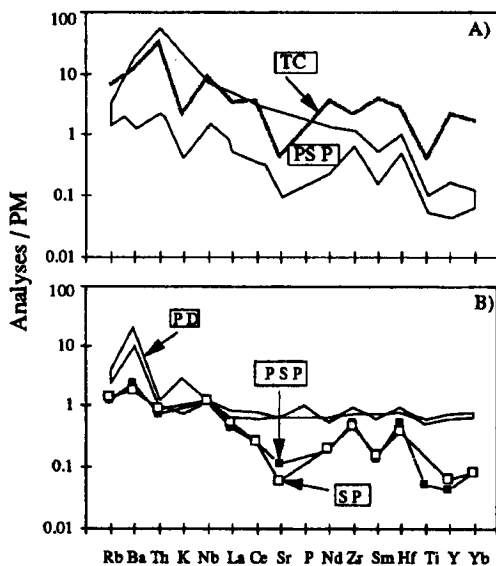 A)
100
10
1
0.1
0.01
TC
PSP
Analyses / PM
B)
100
10
1
0.1
0.01
PD
PSP
SP
Rb Ba Th K Nb La Ce Sr P Nd Zr Sm Hf Ti Y Yb